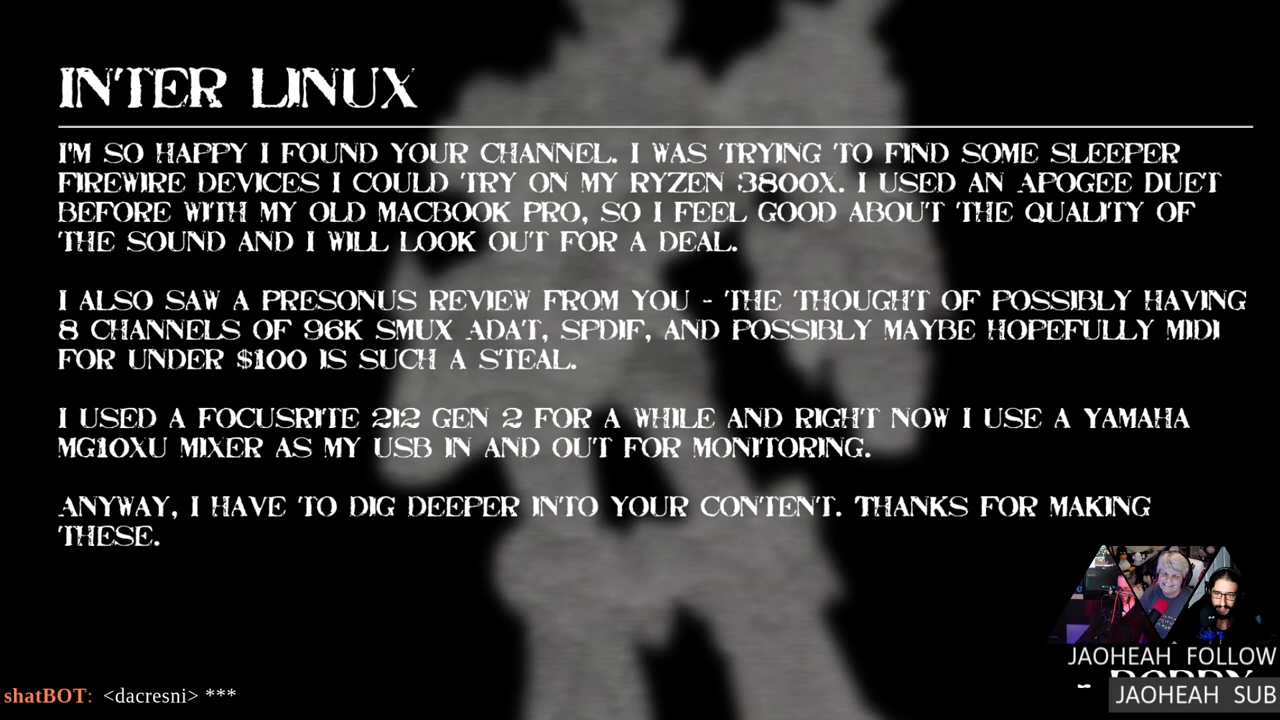 INTER LINUX
I'M SO HAPPY I FOUND YOUR CHANNEL. I WAS TRYING TO FIND SOME SLEEPER
FIREWIRE DEVICES I COULD TRY ON MY RYZEN 3800X. I USED AN APOGEE DUET
BEFORE WITH MY OLD MACBOOK PRO, SO I FEEL GOOD ABOUT THE QUALITY OF
THE SOUND AND I WILL LOOK OUT FOR A DEAL.
I ALSO SAW A PRESONUS REVIEW FROM YOU - THE THOUGHT OF POSSIBLY HAVING
8 CHANNELS OF 96K SMUX ADAT, SPDIF, AND POSSIBLY MAYBE HOPEFULLY MIDI
FOR UNDER $100 IS SUCH A STEAL.
I USED A FOCUSRITE 212 GEN 2 FOR A WHILE AND RIGHT NOW I USE A YAMAHA
MG10XU MIXER AS MY USB IN AND OUT FOR MONITORING.
ANYWAY, I HAVE TO DIG DEEPER INTO YOUR CONTENT. THANKS FOR MAKING
THESE.
JAOHEAH FOLLOW
JAOHEAH SUB
shatBOT: <dacresni> ***